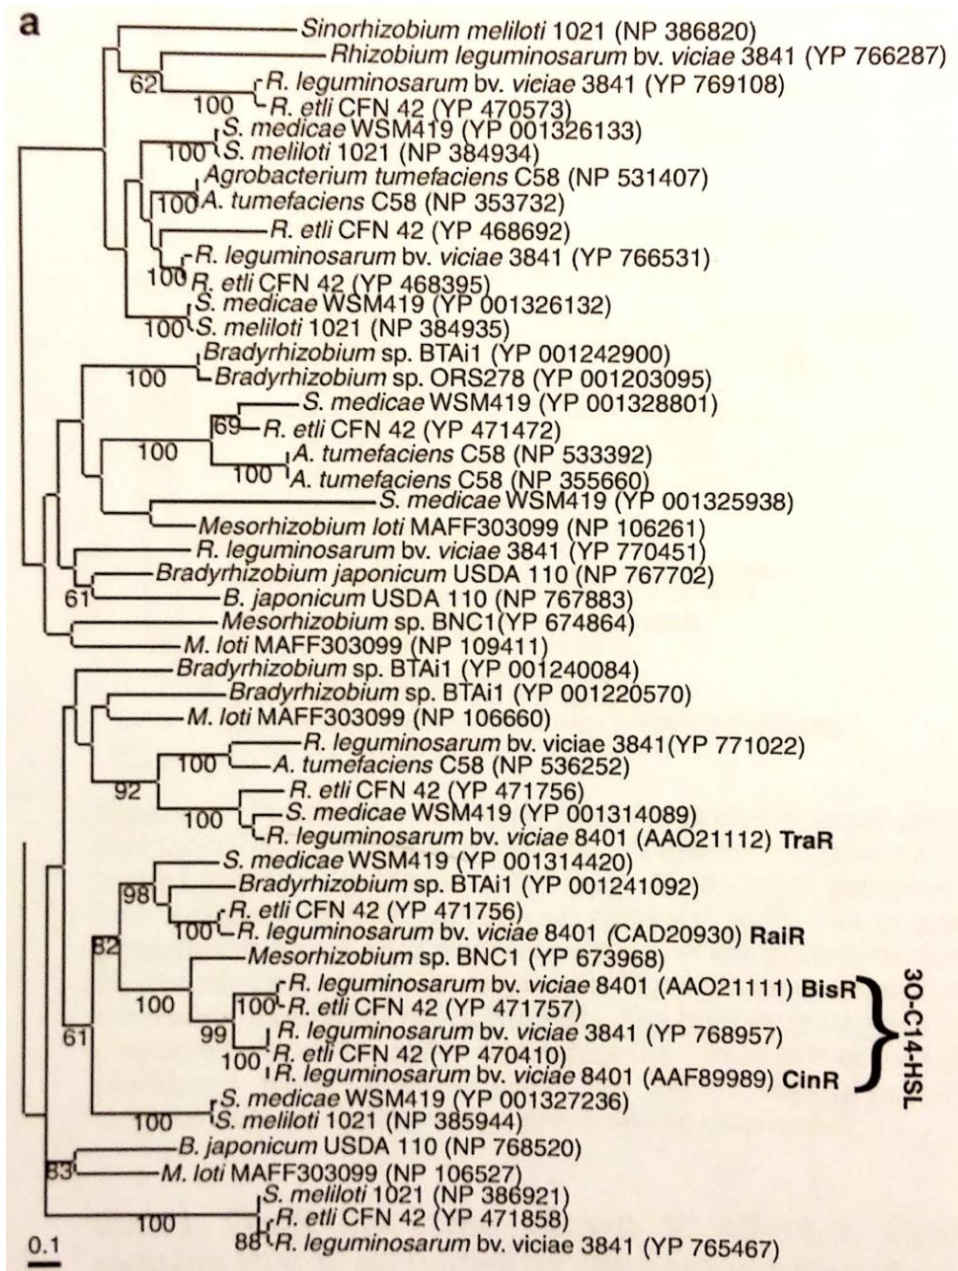 a
Sinorhizobium meliloti 1021 (NP 386820)
Rhizobium leguminosarum bv. viciae 3841 (YP 766287)
62
R. leguminosarum bv. viciae 3841 (YP 769108)
100
R. etli CFN 42 (YP 470573)
S. medicae WSM419 (YP 001326133)
100
S. meliloti 1021 (NP 384934)
Agrobacterium tumefaciens C58 (NP 531407)
100
A. tumefaciens C58 (NP 353732)
R. etli CFN 42 (YP 468692)
R. leguminosarum bv. viciae 3841 (YP 766531)
100
R. etli CFN 42 (YP 468395)
S. medicae WSM419 (YP 001326132)
100
S. meliloti 1021 (NP 384935)
Bradyrhizobium sp. BTAi1 (YP 001242900)
100
Bradyrhizobium sp. ORS278 (YP 001203095)
S. medicae WSM419 (YP 001328801)
69
R. etli CFN 42 (YP 471472)
100
A. tumefaciens C58 (NP 533392)
100
A. tumefaciens C58 (NP 355660)
S. medicae WSM419 (YP 001325938)
Mesorhizobium loti MAFF303099 (NP 106261)
R. leguminosarum bv. viciae 3841 (YP 770451)
Bradyrhizobium japonicum USDA 110 (NP 767702)
61
B. japonicum USDA 110 (NP 767883)
Mesorhizobium sp. BNC1(YP 674864)
M. loti MAFF303099 (NP 109411)
Bradyrhizobium sp. BTAi1 (YP 001240084)
Bradyrhizobium sp. BTAi1 (YP 001220570)
M. loti MAFF303099 (NP 106660)
R. leguminosarum bv. viciae 3841(YP 771022)
100
A. tumefaciens C58 (NP 536252)
92
R. etli CFN 42 (YP 471756)
100
S. medicae WSM419 (YP 001314089)
R. leguminosarum bv. viciae 8401 (AAO21112) TraR
S. medicae WSM419 (YP 001314420)
98
Bradyrhizobium sp. BTAi1 (YP 001241092)
R. etli CFN 42 (YP 471756)
100
R. leguminosarum bv. viciae 8401 (CAD20930) RaiR
82
Mesorhizobium sp. BNC1 (YP 673968)
R. leguminosarum bv. viciae 8401 (AAO21111) BisR
100
100
R. etli CFN 42 (YP 471757)
61
99
R. leguminosarum bv. viciae 3841 (YP 768957)
100
R. etli CFN 42 (YP 470410)
R. leguminosarum bv. viciae 8401 (AAF89989) CinR
3O-C14-HSL
S. medicae WSM419 (YP 001327236)
100
S. meliloti 1021 (NP 385944)
B. japonicum USDA 110 (NP 768520)
83
M. loti MAFF303099 (NP 106527)
S. meliloti 1021 (NP 386921)
100
R. etli CFN 42 (YP 471858)
88
R. leguminosarum bv. viciae 3841 (YP 765467)
0.1